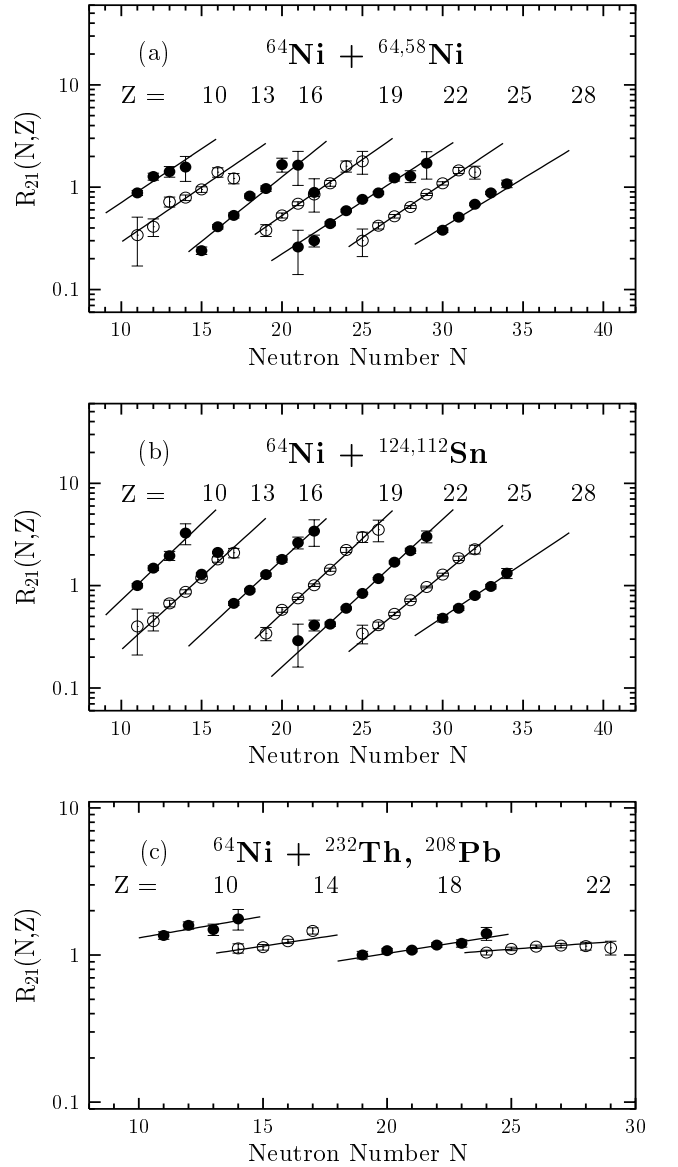 (a) ⁶⁴Ni + ⁶⁴,⁵⁸Ni
Z = 10 13 16 19 22 25 28
10
1
0.1
R₂₁(N,Z)
10 15 20 25 30 35 40
Neutron Number N
(b) ⁶⁴Ni + ¹²⁴,¹¹²Sn
Z = 10 13 16 19 22 25 28
10
1
0.1
R₂₁(N,Z)
10 15 20 25 30 35 40
Neutron Number N
10
(c) ⁶⁴Ni + ²³²Th, ²⁰⁸Pb
Z = 10 14 18 22
1
0.1
R₂₁(N,Z)
10 15 20 25 30
Neutron Number N